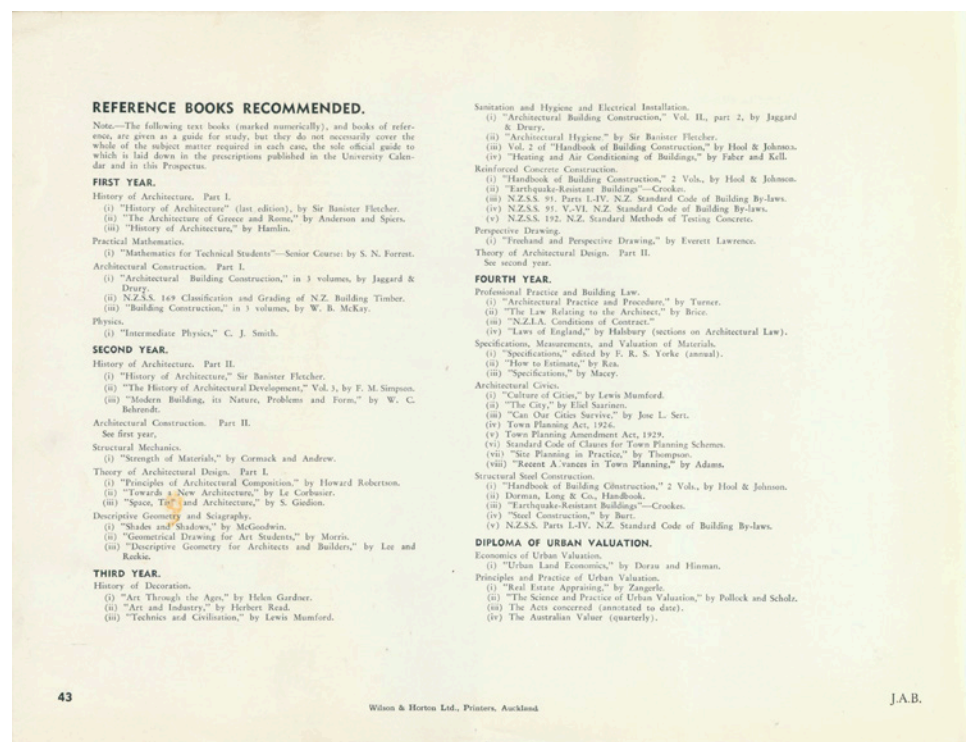 REFERENCE BOOKS RECOMMENDED.
Note.—The following text books (marked numerically), and books of refer-
ence, are given as a guide for study, but they do not necessarily cover the
whole of the subject matter required in each case, the sole official guide to
which is laid down in the prescriptions published in the University Calen-
dar and in this Prospectus.
FIRST YEAR.
History of Architecture. Part I.
(i) "History of Architecture" (last edition), by Sir Banister Fletcher.
(ii) "The Architecture of Greece and Rome," by Anderson and Spiers.
(iii) "History of Architecture," by Hamlin.
Practical Mathematics.
(i) "Mathematics for Technical Students"—Senior Course: by S. N. Forrest.
Architectural Construction. Part I.
(i) "Architectural Building Construction," in 3 volumes, by Jaggard &
Drury.
(ii) N.Z.S.S. 169 Classification and Grading of N.Z. Building Timber.
(iii) "Building Construction," in 3 volumes, by W. B. McKay.
Physics.
(i) "Intermediate Physics," C. J. Smith.
SECOND YEAR.
History of Architecture. Part II.
(i) "History of Architecture," Sir Banister Fletcher.
(ii) "The History of Architectural Development," Vol. 3, by F. M. Simpson.
(iii) "Modern Building, its Nature, Problems and Form," by W. C.
Behrendt.
Architectural Construction. Part II.
See first year.
Structural Mechanics.
(i) "Strength of Materials," by Cormack and Andrew.
Theory of Architectural Design. Part I.
(i) "Principles of Architectural Composition," by Howard Robertson.
(ii) "Towards a New Architecture," by Le Corbusier.
(iii) "Space, and Architecture," by S. Giedion.
Descriptive Geometry and Sciagraphy.
(i) "Shades and Shadows," by McGoodwin.
(ii) "Geometrical Drawing for Art Students," by Morris.
(iii) "Descriptive Geometry for Architects and Builders," by Lee and
Reekie.
THIRD YEAR.
History of Decoration.
(i) "Art Through the Ages," by Helen Gardner.
(ii) "Art and Industry," by Herbert Read.
(iii) "Technics and Civilisation," by Lewis Mumford.
Sanitation and Hygiene and Electrical Installation.
(i) "Architectural Building Construction," Vol. II., part 2, by Jaggard
& Drury.
(ii) "Architectural Hygiene," by Sir Banister Fletcher.
(iii) Vol. 2 of "Handbook of Building Construction," by Hool & Johnson.
(iv) "Heating and Air Conditioning of Buildings," by Faber and Kell.
Reinforced Concrete Construction.
(i) "Handbook of Building Construction," 2 Vols., by Hool & Johnson.
(ii) "Earthquake-Resistant Buildings"—Crookes.
(iii) N.Z.S.S. 95. Parts I.-IV. N.Z. Standard Code of Building By-laws.
(iv) N.Z.S.S. 95. V.-VI. N.Z. Standard Code of Building By-laws.
(v) N.Z.S.S. 192. N.Z. Standard Methods of Testing Concrete.
Perspective Drawing.
(i) "Freehand and Perspective Drawing," by Everett Lawrence.
Theory of Architectural Design. Part II.
See second year.
FOURTH YEAR.
Professional Practice and Building Law.
(i) "Architectural Practice and Procedure," by Turner.
(ii) "The Law Relating to the Architect," by Brice.
(iii) "N.Z.I.A. Conditions of Contract."
(iv) "Laws of England," by Halsbury (sections on Architectural Law).
Specifications, Measurements, and Valuation of Materials.
(i) "Specifications," edited by F. R. S. Yorke (annual).
(ii) "How to Estimate," by Rea.
(iii) "Specifications," by Macey.
Architectural Civics.
(i) "Culture of Cities," by Lewis Mumford.
(ii) "The City," by Eliel Saarinen.
(iii) "Can Our Cities Survive," by Jose L. Sert.
(iv) Town Planning Act, 1926.
(v) Town Planning Amendment Act, 1929.
(vi) Standard Code of Clauses for Town Planning Schemes.
(vii) "Site Planning in Practice," by Thompson.
(viii) "Recent in Town Planning," by Adams.
Structural Steel Construction.
(i) "Handbook of Building Construction," 2 Vols., by Hool & Johnson.
(ii) Dorman, Long & Co., Handbook.
(iii) "Earthquake-Resistant Buildings"—Crookes.
(iv) "Steel Construction," by Burt.
(v) N.Z.S.S. Parts I.-IV. N.Z. Standard Code of Building By-laws.
DIPLOMA OF URBAN VALUATION.
Economics of Urban Valuation.
(i) "Urban Land Economics," by Dorau and Hinman.
Principles and Practice of Urban Valuation.
(i) "Real Estate Appraising," by Zangerle.
(ii) "The Science and Practice of Urban Valuation," by Pollock and Scholz.
(iii) The Acts concerned (annotated to date).
(iv) The Australian Valuer (quarterly).
43
Wilson & Horton Ltd., Printers, Auckland
J.A.B.